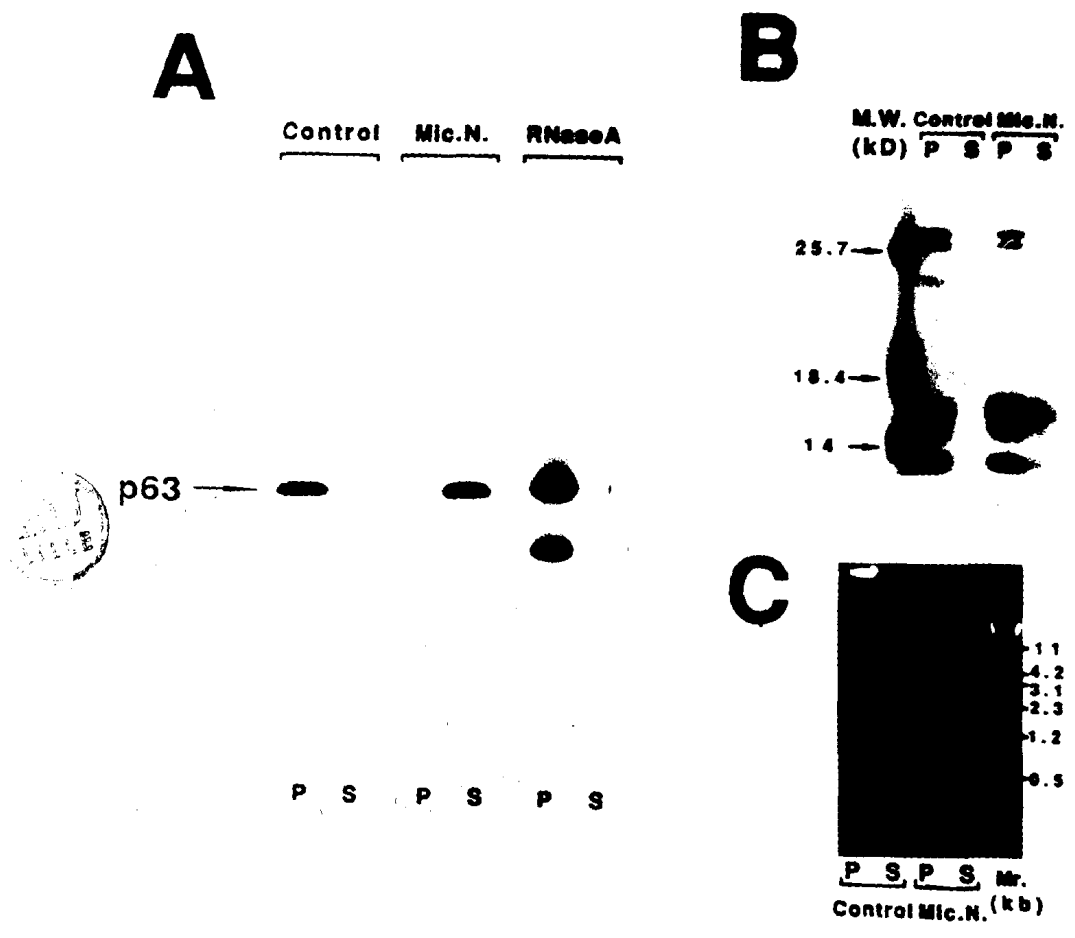 A
Control Mic.N. RNaseA
p63
P S P S P S
B
M.W. Control Mic.N.
(kD) P S P S
25.7
18.4
14
C
11
4.2
3.1
2.3
1.2
0.5
P S P S Mr.
Control Mic.N. (kb)